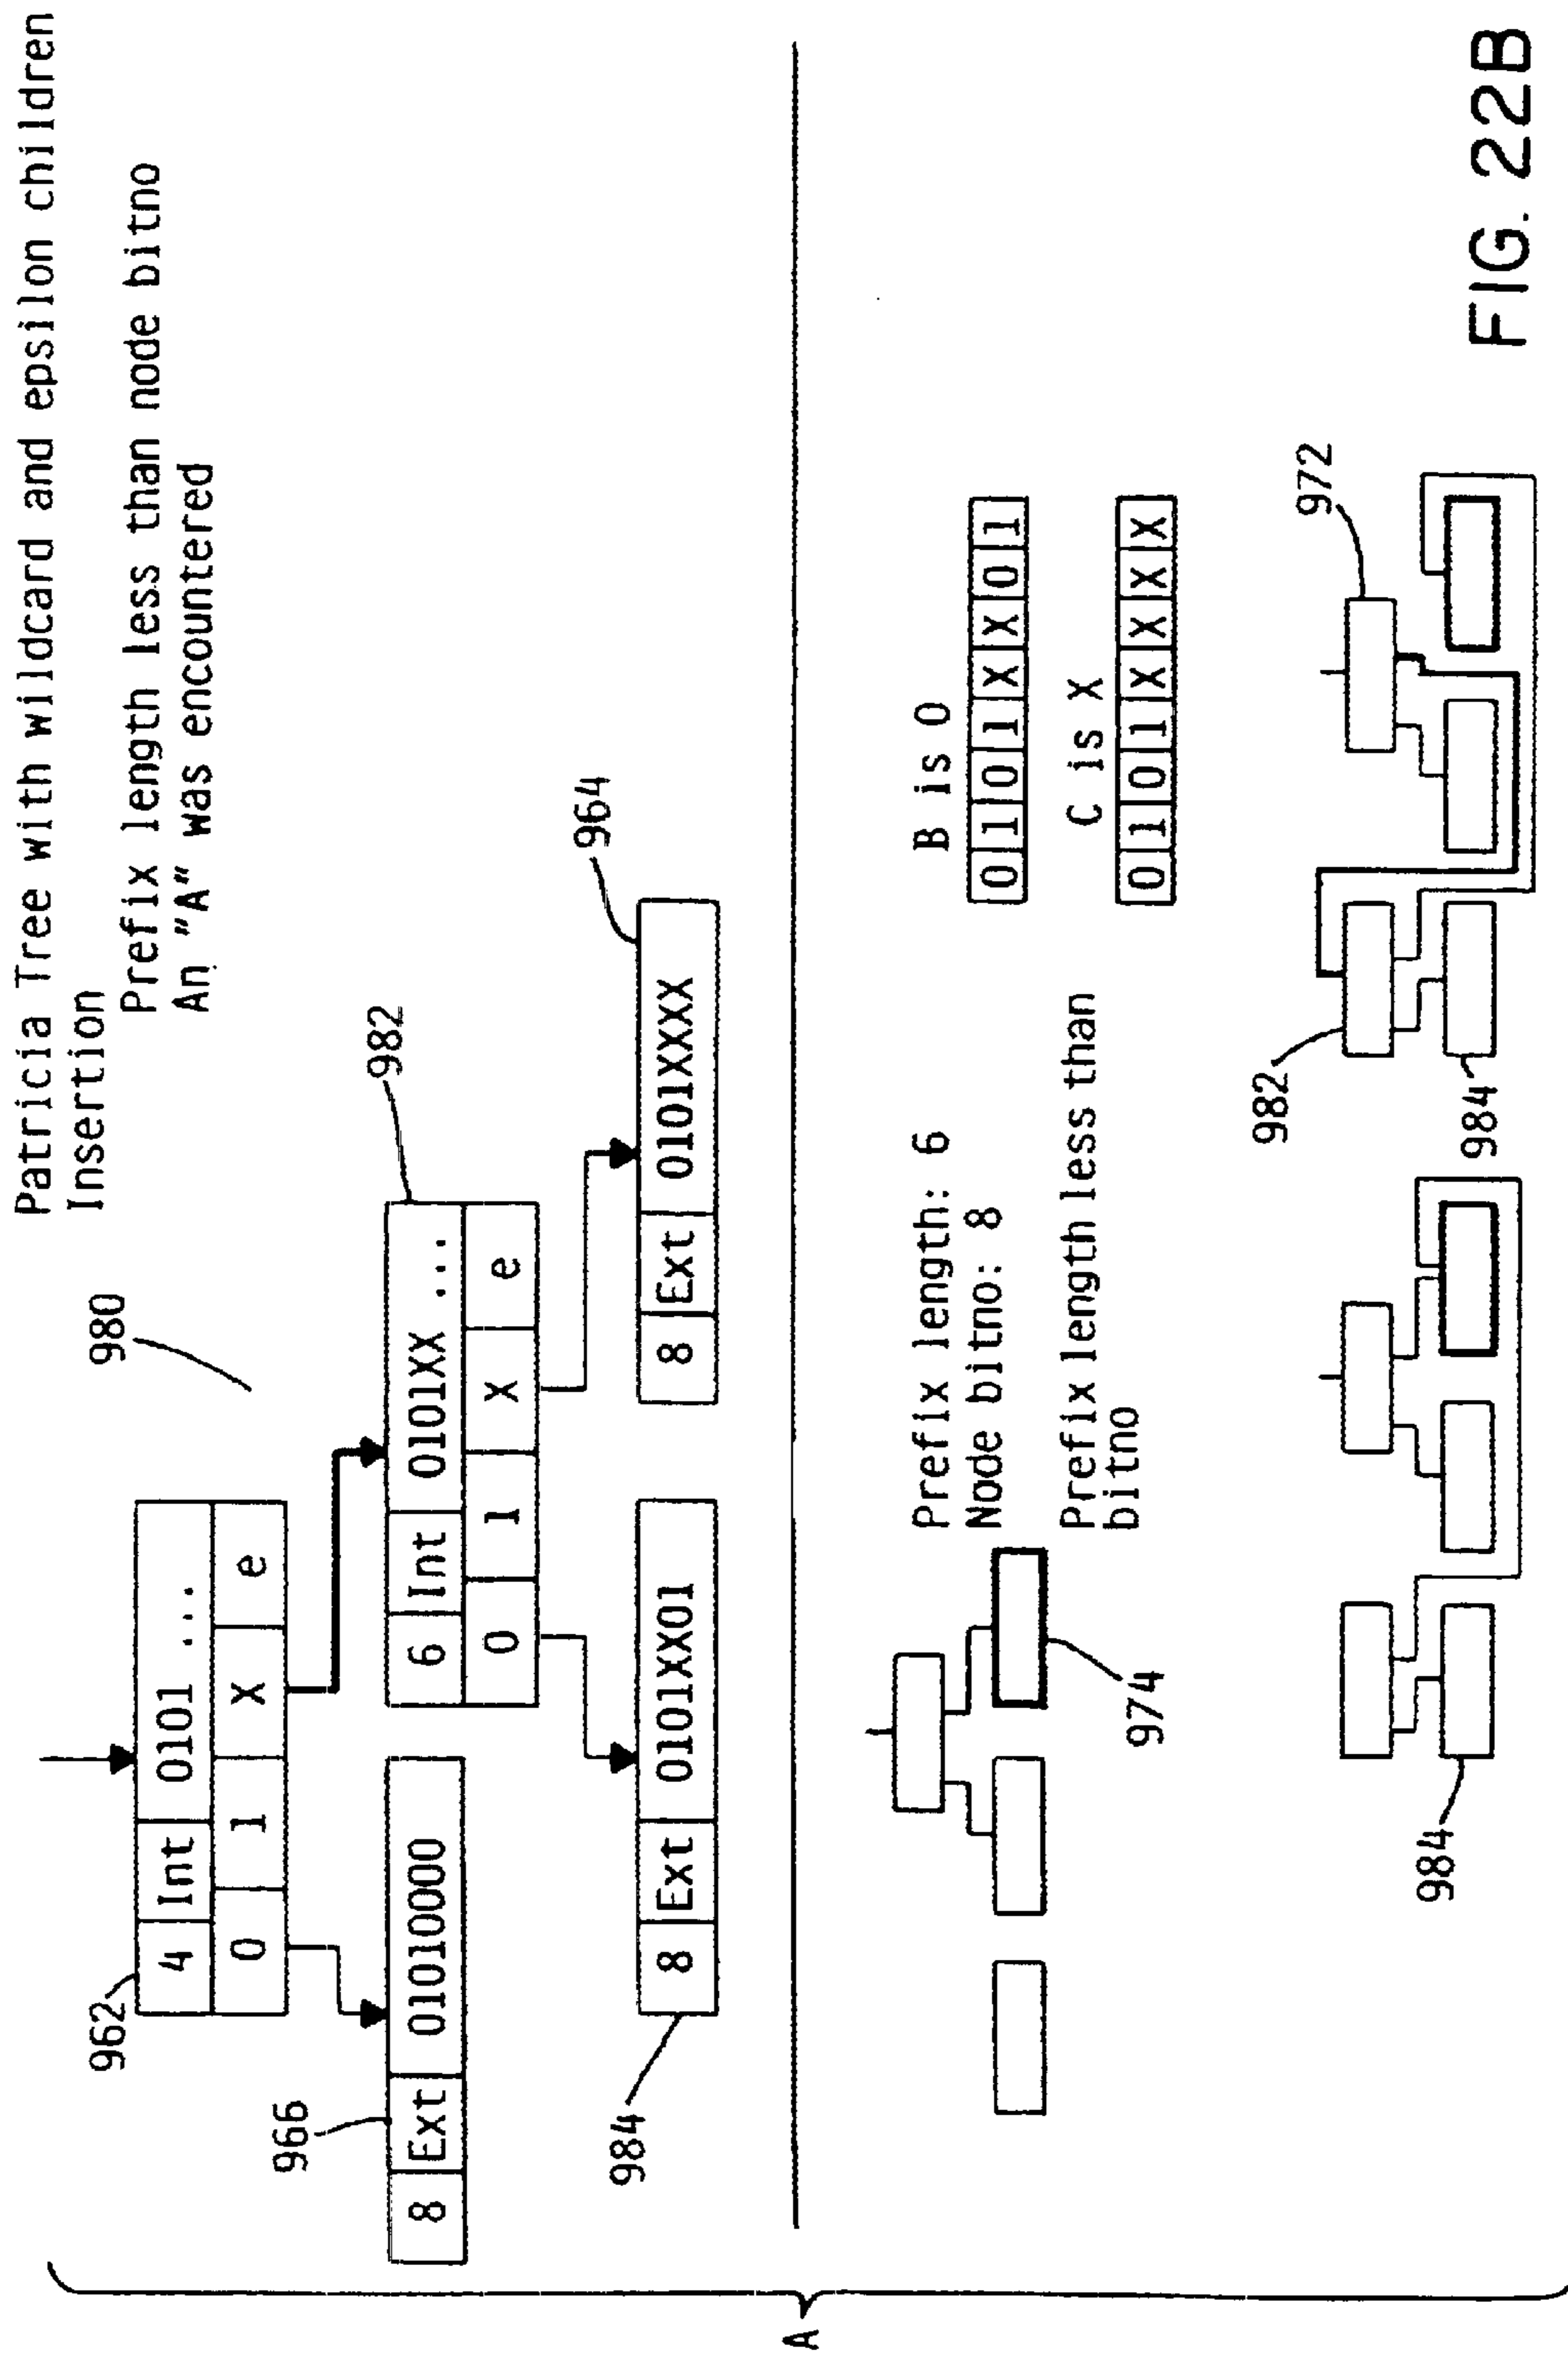 Patricia Tree with wildcard and epsilon children
Insertion
Prefix length less than node bitno
An "A" was encountered
980
962
4 Int 0101 ...
0 1 X e
966
8 Ext 01010000
982
6 Int 0101XX ...
0 1 X e
984
8 Ext 0101XX01
964
8 Ext 0101XXXX
A
974
Prefix length: 6
Node bitno: 8
Prefix length less than
bitno
B is 0
0 1 0 1 X X 0 1
C is X
0 1 0 1 X X X X
984
982
984
972
FIG. 22B